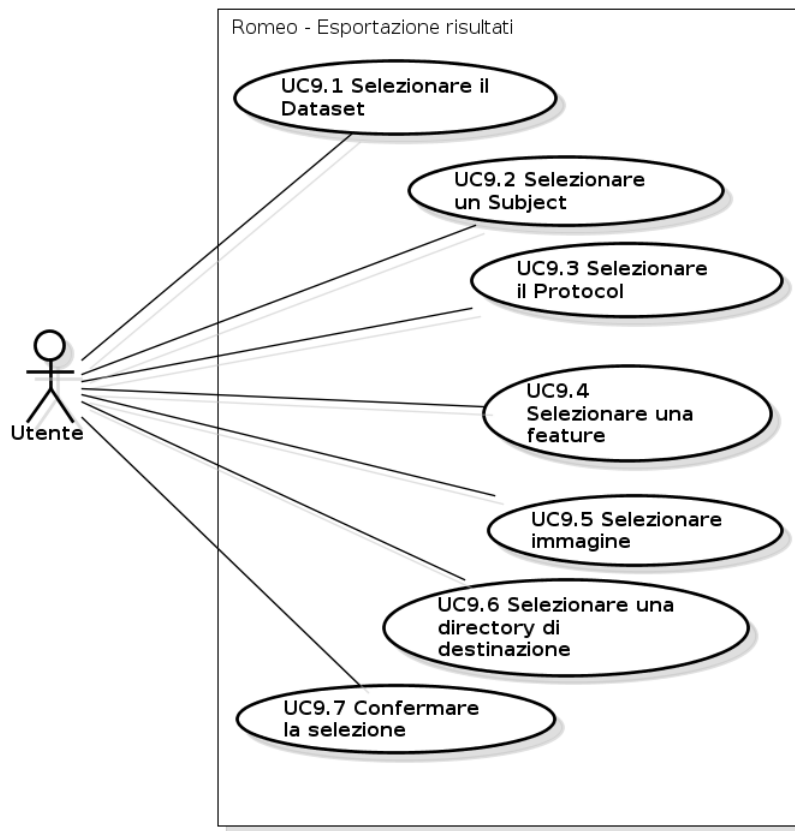 Romeo - Esportazione risultati
UC9.1 Selezionare il
Dataset
UC9.2 Selezionare
un Subject
UC9.3 Selezionare
il Protocol
UC9.4
Selezionare una
feature
Utente
UC9.5 Selezionare
immagine
UC9.6 Selezionare una
directory di
destinazione
UC9.7 Confermare
la selezione